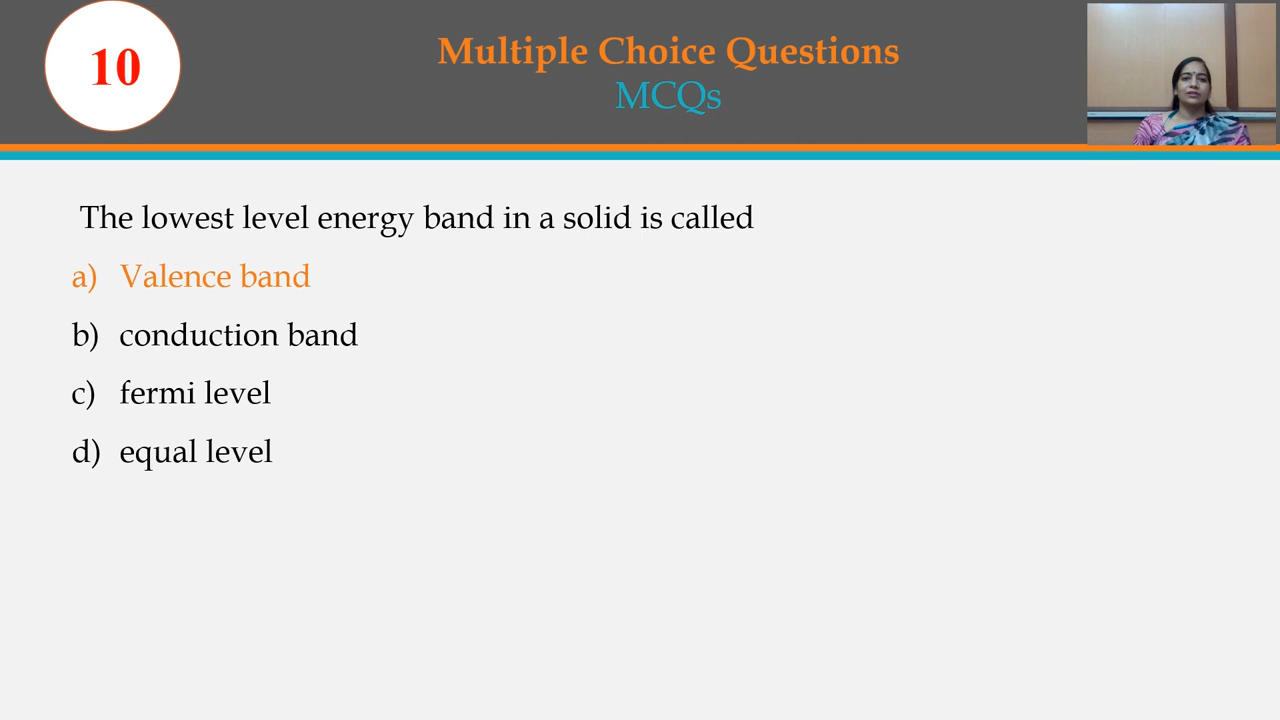 10
Multiple Choice Questions
MCQs
The lowest level energy band in a solid is called
a) Valence band
b) conduction band
c) fermi level
d) equal level